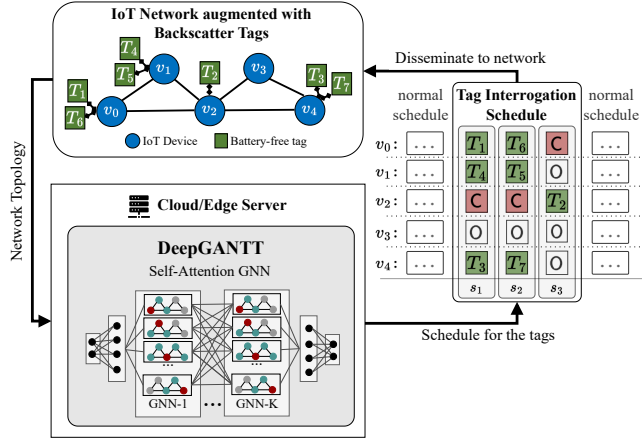 IoT Network augmented with
Backscatter Tags
T4
T5
v1
T2
v3
T3
T7
T1
T6
v0
v2
v4
IoT Device
Battery-free tag
Network Topology
Disseminate to network
normal
schedule
Tag Interrogation
Schedule
normal
schedule
v0: ... T1 T6 C ...
v1: ... T4 T5 O ...
v2: ... C C T2 ...
v3: ... O O O ...
v4: ... T3 T7 O ...
s1 s2 s3
Schedule for the tags
Cloud/Edge Server
DeepGANTT
Self-Attention GNN
...
...
GNN-1 ... GNN-K